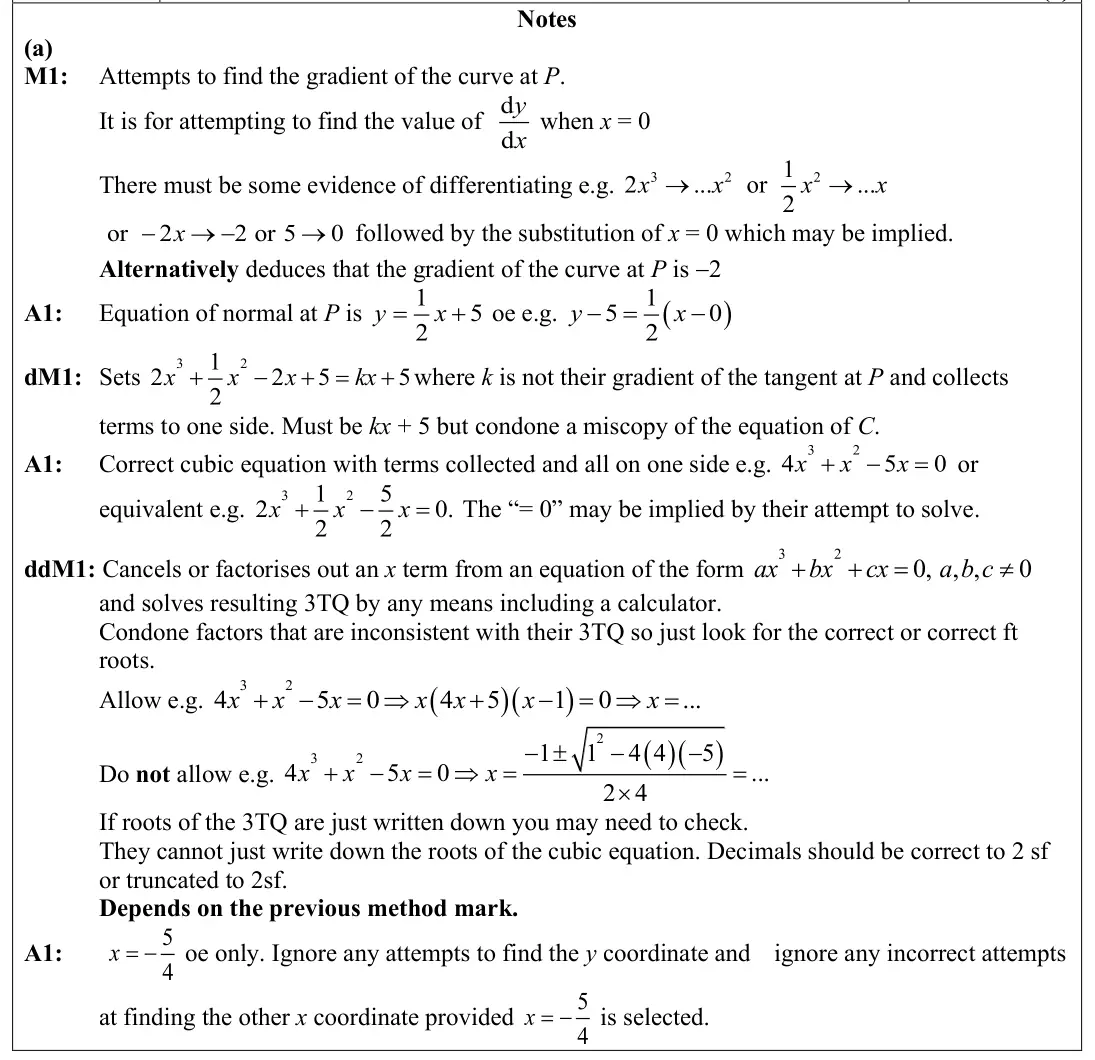 Notes
(a)
M1: Attempts to find the gradient of the curve at P.
It is for attempting to find the value of dy/dx when x = 0
There must be some evidence of differentiating e.g. 2x³ → ...x² or 1/2 x² → ...x
or − 2x → −2 or 5 → 0 followed by the substitution of x = 0 which may be implied.
Alternatively deduces that the gradient of the curve at P is −2
A1: Equation of normal at P is y = 1/2 x + 5 oe e.g. y − 5 = 1/2 (x − 0)
dM1: Sets 2x³ + 1/2 x² − 2x + 5 = kx + 5 where k is not their gradient of the tangent at P and collects
terms to one side. Must be kx + 5 but condone a miscopy of the equation of C.
A1: Correct cubic equation with terms collected and all on one side e.g. 4x³ + x² − 5x = 0 or
equivalent e.g. 2x³ + 1/2 x² − 5/2 x = 0. The “= 0” may be implied by their attempt to solve.
ddM1: Cancels or factorises out an x term from an equation of the form ax³ + bx² + cx = 0, a,b,c ≠ 0
and solves resulting 3TQ by any means including a calculator.
Condone factors that are inconsistent with their 3TQ so just look for the correct or correct ft
roots.
Allow e.g. 4x³ + x² − 5x = 0 ⇒ x(4x + 5)(x − 1) = 0 ⇒ x = ...
Do not allow e.g. 4x³ + x² − 5x = 0 ⇒ x = (−1 ± √(1² − 4(4)(−5)))/(2×4) = ...
If roots of the 3TQ are just written down you may need to check.
They cannot just write down the roots of the cubic equation. Decimals should be correct to 2 sf
or truncated to 2sf.
Depends on the previous method mark.
A1: x = −5/4 oe only. Ignore any attempts to find the y coordinate and ignore any incorrect attempts
at finding the other x coordinate provided x = −5/4 is selected.